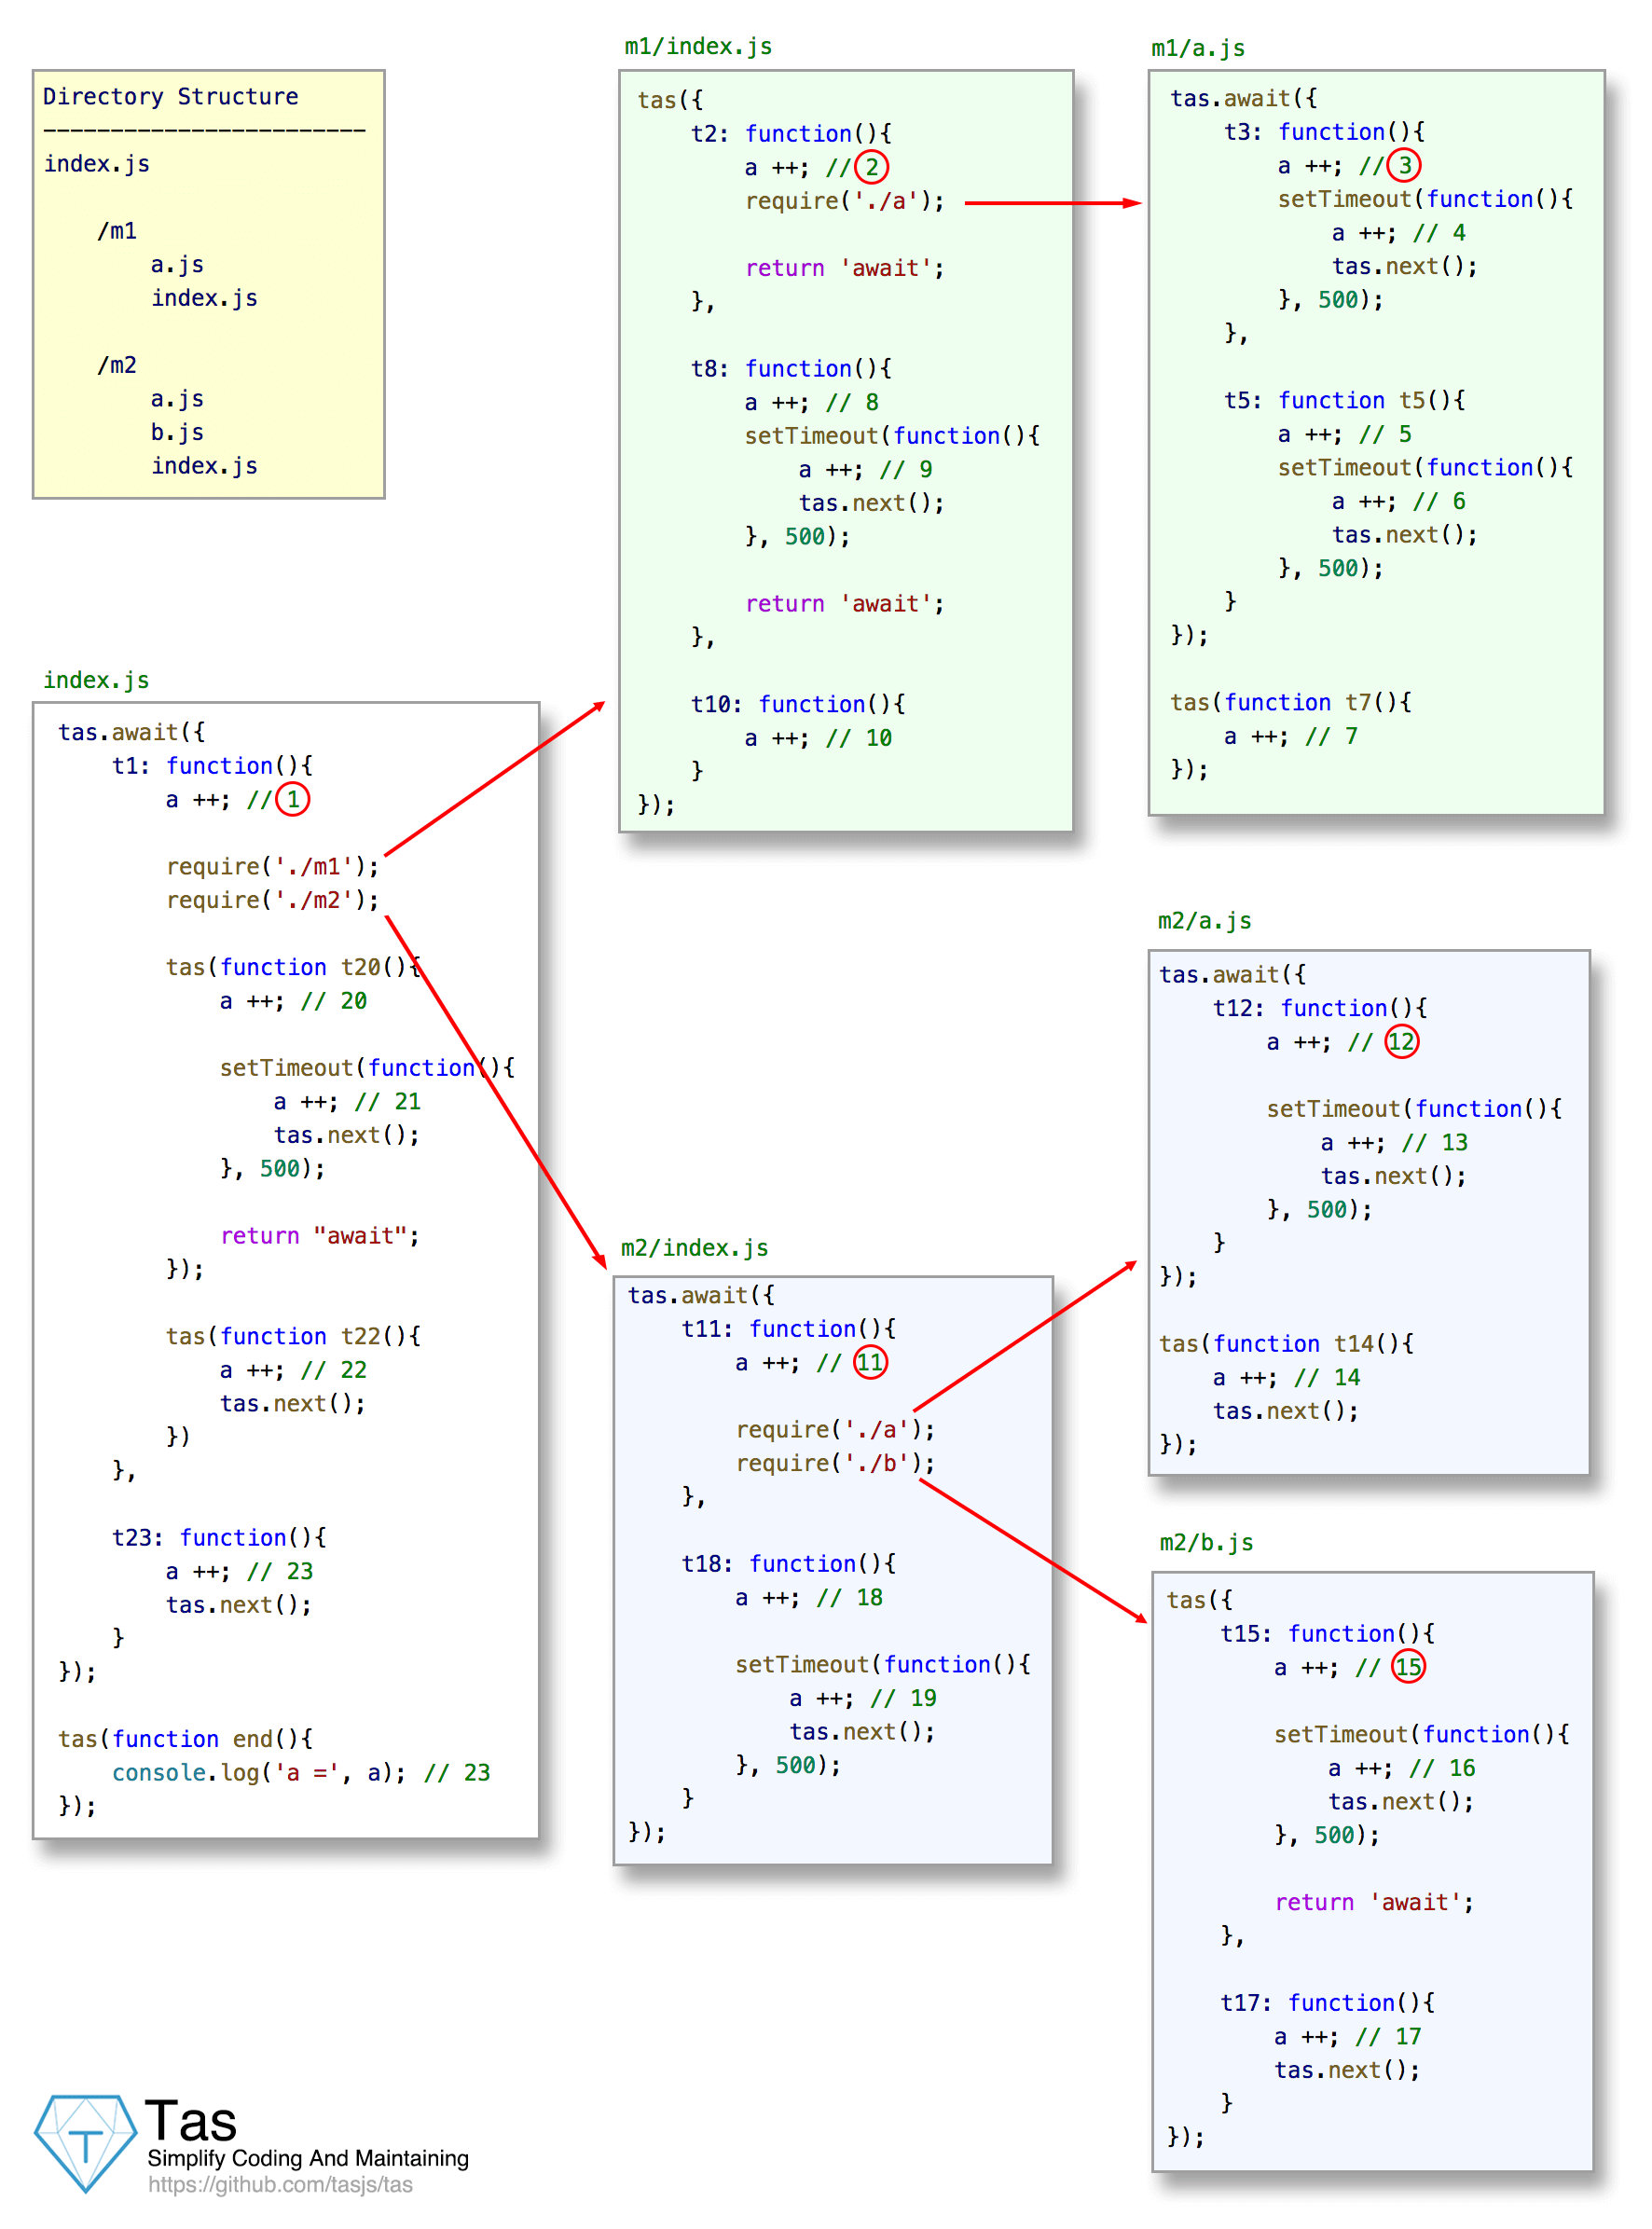 Directory Structure
------------------------
index.js
/m1
a.js
index.js
/m2
a.js
b.js
index.js
m1/index.js
tas({
t2: function(){
a ++; // 2
require('./a');
return 'await';
},
t8: function(){
a ++; // 8
setTimeout(function(){
a ++; // 9
tas.next();
}, 500);
return 'await';
},
t10: function(){
a ++; // 10
}
});
m1/a.js
tas.await({
t3: function(){
a ++; // 3
setTimeout(function(){
a ++; // 4
tas.next();
}, 500);
},
t5: function t5(){
a ++; // 5
setTimeout(function(){
a ++; // 6
tas.next();
}, 500);
}
});
tas(function t7(){
a ++; // 7
});
index.js
tas.await({
t1: function(){
a ++; // 1
require('./m1');
require('./m2');
tas(function t20(){
a ++; // 20
setTimeout(function(){
a ++; // 21
tas.next();
}, 500);
return "await";
});
tas(function t22(){
a ++; // 22
tas.next();
})
},
t23: function(){
a ++; // 23
tas.next();
}
});
tas(function end(){
console.log('a =', a); // 23
});
m2/index.js
tas.await({
t11: function(){
a ++; // 11
require('./a');
require('./b');
},
t18: function(){
a ++; // 18
setTimeout(function(){
a ++; // 19
tas.next();
}, 500);
}
});
m2/a.js
tas.await({
t12: function(){
a ++; // 12
setTimeout(function(){
a ++; // 13
tas.next();
}, 500);
}
});
tas(function t14(){
a ++; // 14
tas.next();
});
m2/b.js
tas({
t15: function(){
a ++; // 15
setTimeout(function(){
a ++; // 16
tas.next();
}, 500);
return 'await';
},
t17: function(){
a ++; // 17
tas.next();
}
});
T
Tas
Simplify Coding And Maintaining
https://github.com/tasjs/tas